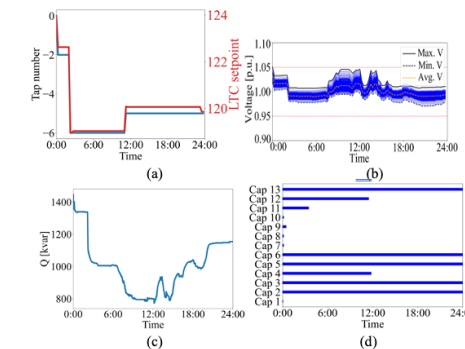 0
−2
−4
−6
Tap number
124
122
120
118
LTC setpoint
0:00 6:00 12:00 18:00 24:00
Time
(a)
1.10
1.05
1.00
0.95
0.90
Voltage [p.u.]
Max. V
Min. V
Avg. V
0:00 6:00 12:00 18:00 24:00
Time
(b)
1400
1200
1000
800
Q [kvar]
0:00 6:00 12:00 18:00 24:00
Time
(c)
Cap 13
Cap 12
Cap 11
Cap 10
Cap 9
Cap 8
Cap 7
Cap 6
Cap 5
Cap 4
Cap 3
Cap 2
Cap 1
0:00 6:00 12:00 18:00 24:00
Time
(d)